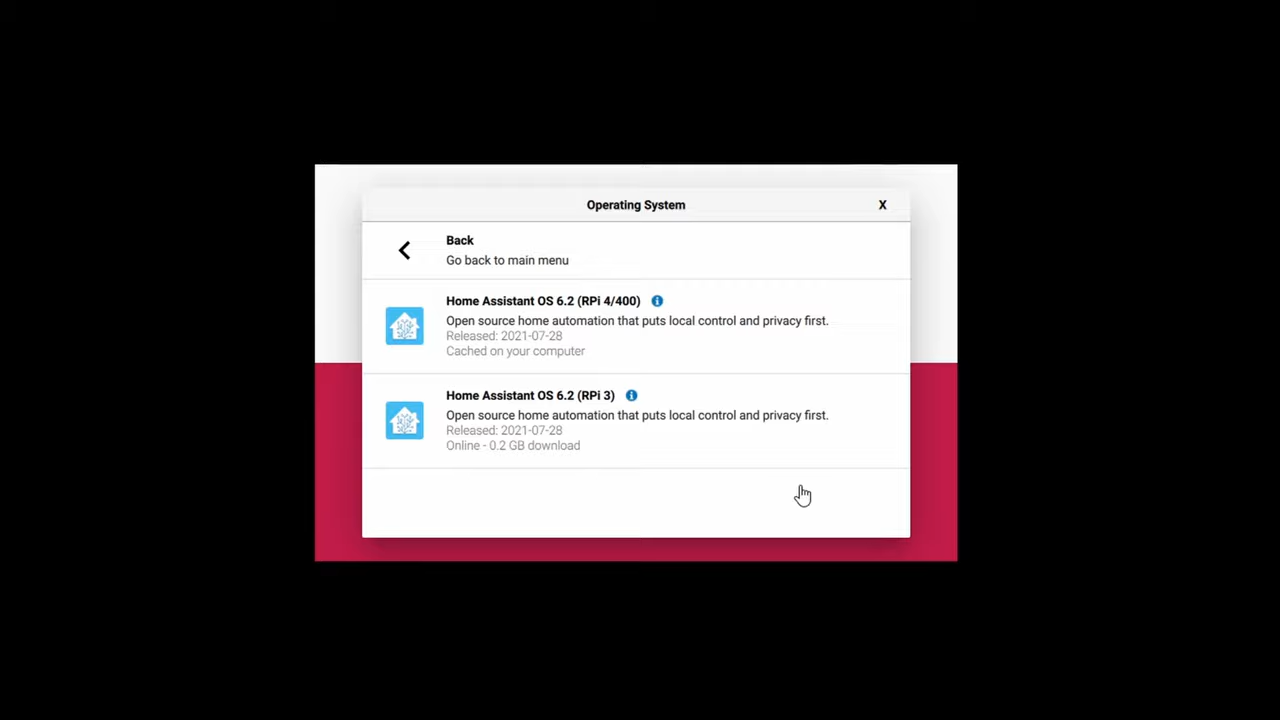 Operating System
X
Back
Go back to main menu
Home Assistant OS 6.2 (RPi 4/400)
Open source home automation that puts local control and privacy first.
Released: 2021-07-28
Cached on your computer
Home Assistant OS 6.2 (RPi 3)
Open source home automation that puts local control and privacy first.
Released: 2021-07-28
Online - 0.2 GB download